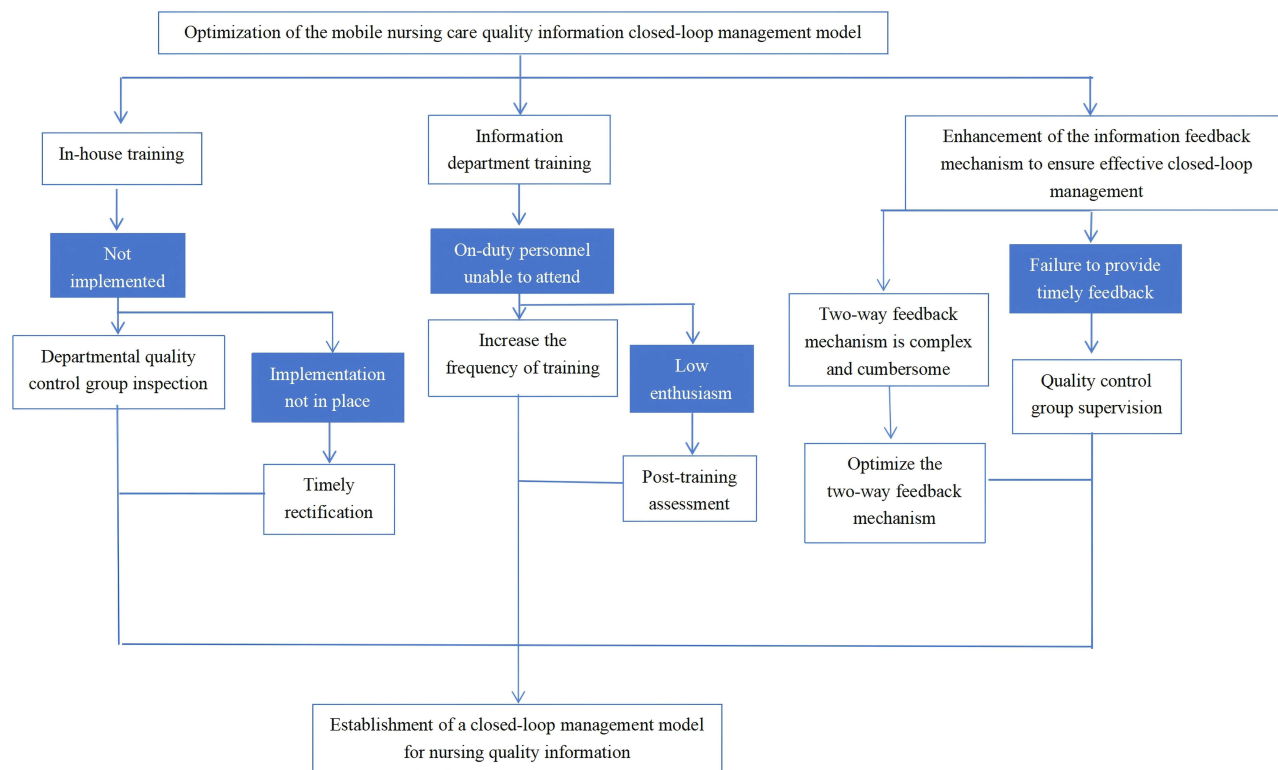 Optimization of the mobile nursing care quality information closed-loop management model
In-house training
Information
department training
Enhancement of the information feedback
mechanism to ensure effective closed-loop
management
Not
implemented
On-duty personnel
unable to attend
Failure to provide
timely feedback
Departmental quality
control group inspection
Implementation
not in place
Increase the
frequency of training
Low
enthusiasm
Two-way feedback
mechanism is complex
and cumbersome
Quality control
group supervision
Timely
rectification
Post-training
assessment
Optimize the
two-way feedback
mechanism
Establishment of a closed-loop management model
for nursing quality information